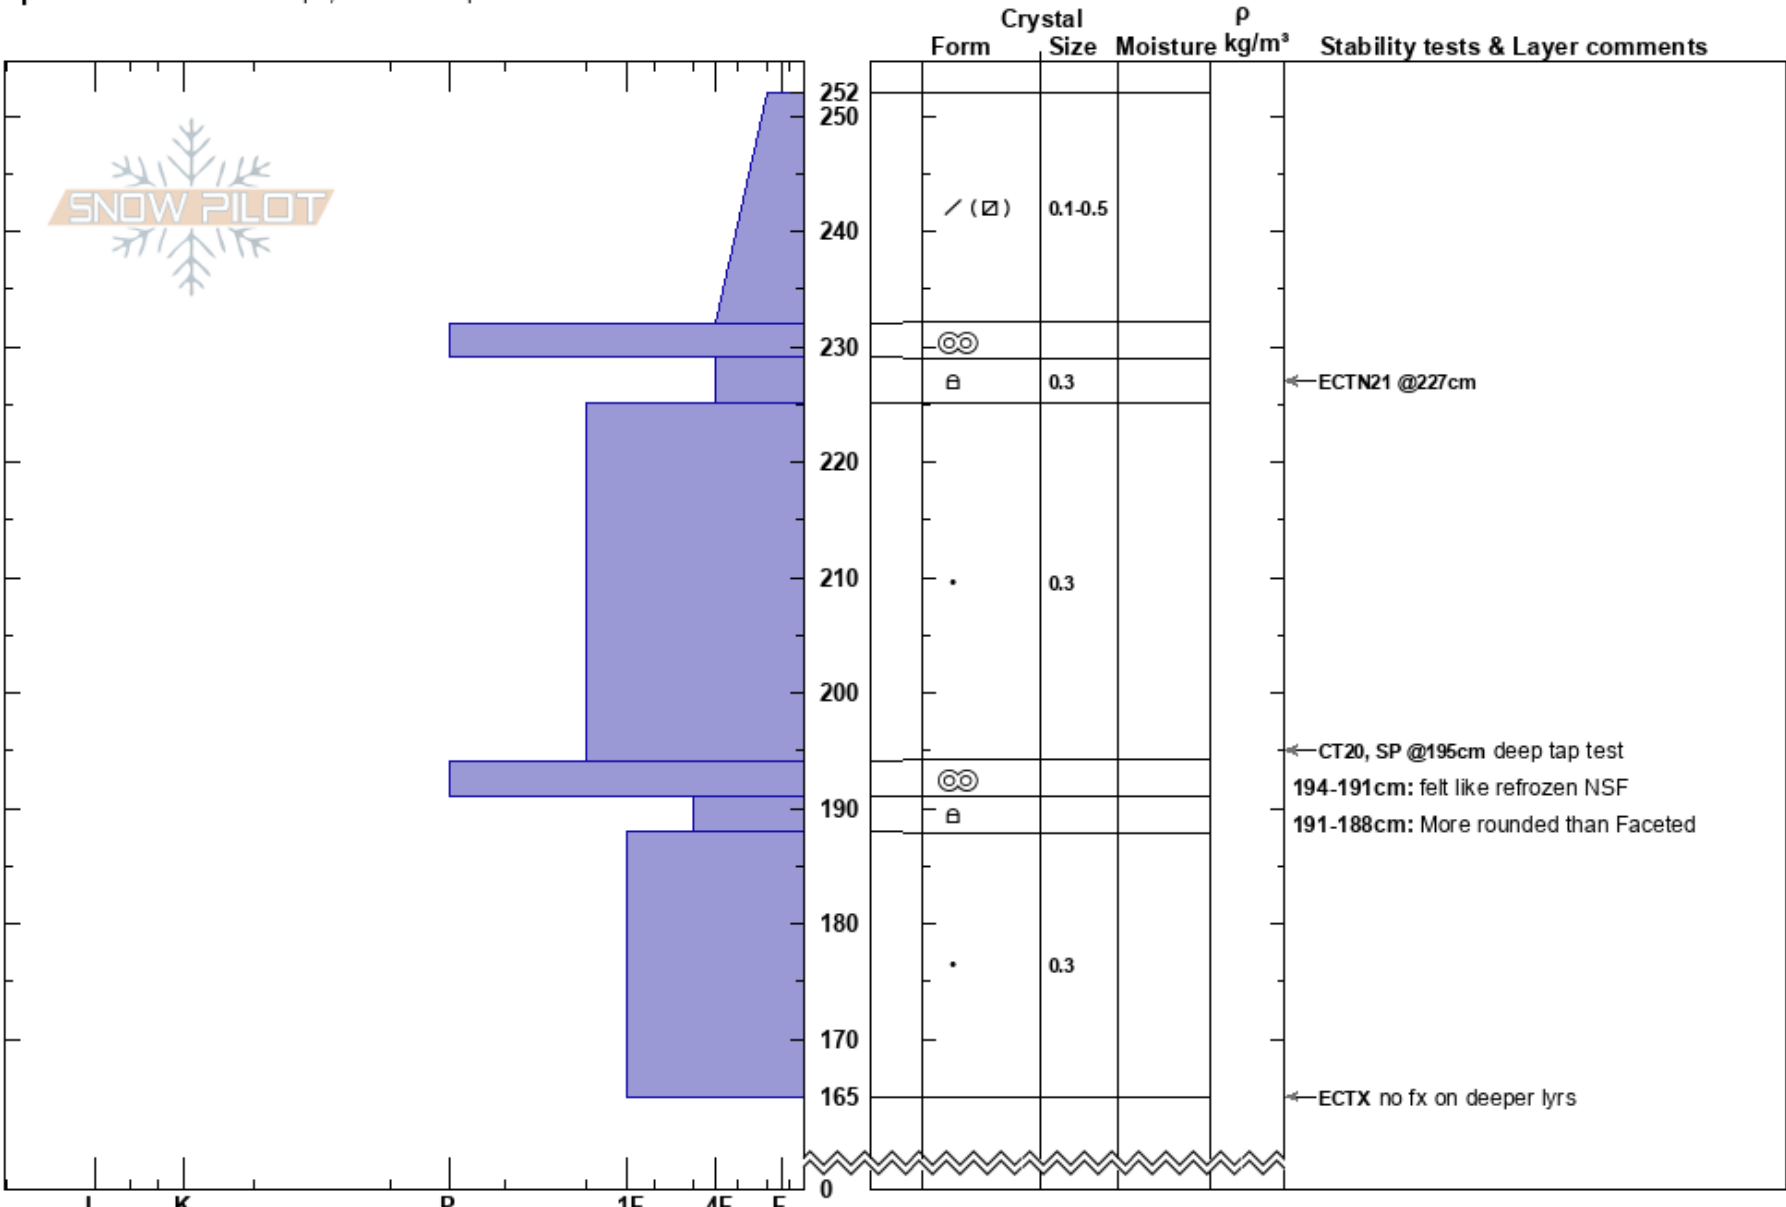 Crystal ρ
Form Size Moisture kg/m³ Stability tests & Layer comments
252
250
SNOW PILOT
0.1-0.5
240
230
0.3 ECTN21 @227cm
220
210
0.3
200
CT20, SP @195cm deep tap test
194-191cm: felt like refrozen NSF
190
191-188cm: More rounded than Faceted
180
0.3
170
165 ECTX no fx on deeper lyrs
0
I K P 1F 4F F